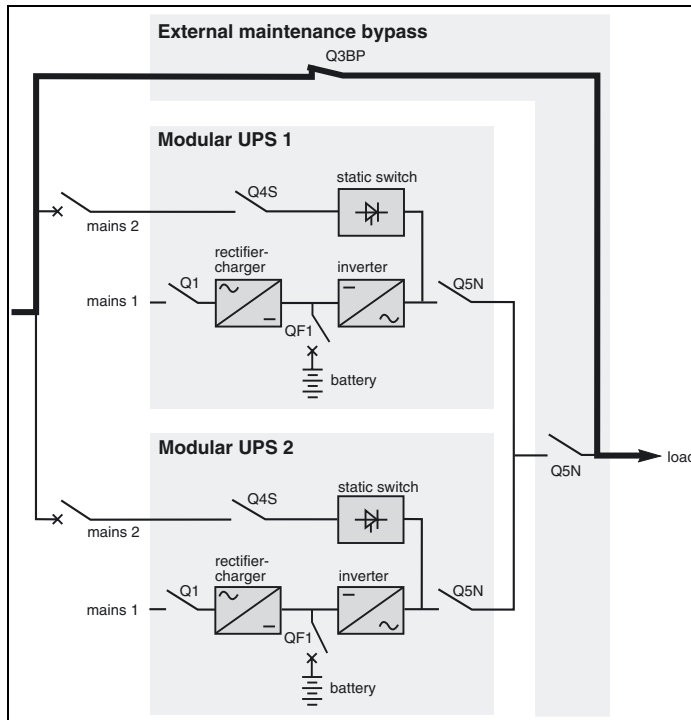 External maintenance bypass
Q3BP
Modular UPS 1
static switch
Q4S
mains 2
rectifier-
charger
inverter
Q1
Q5N
mains 1
QF1
battery
Modular UPS 2
static switch
Q4S
mains 2
rectifier-
charger
inverter
Q1
Q5N
mains 1
QF1
battery
Q5N
load